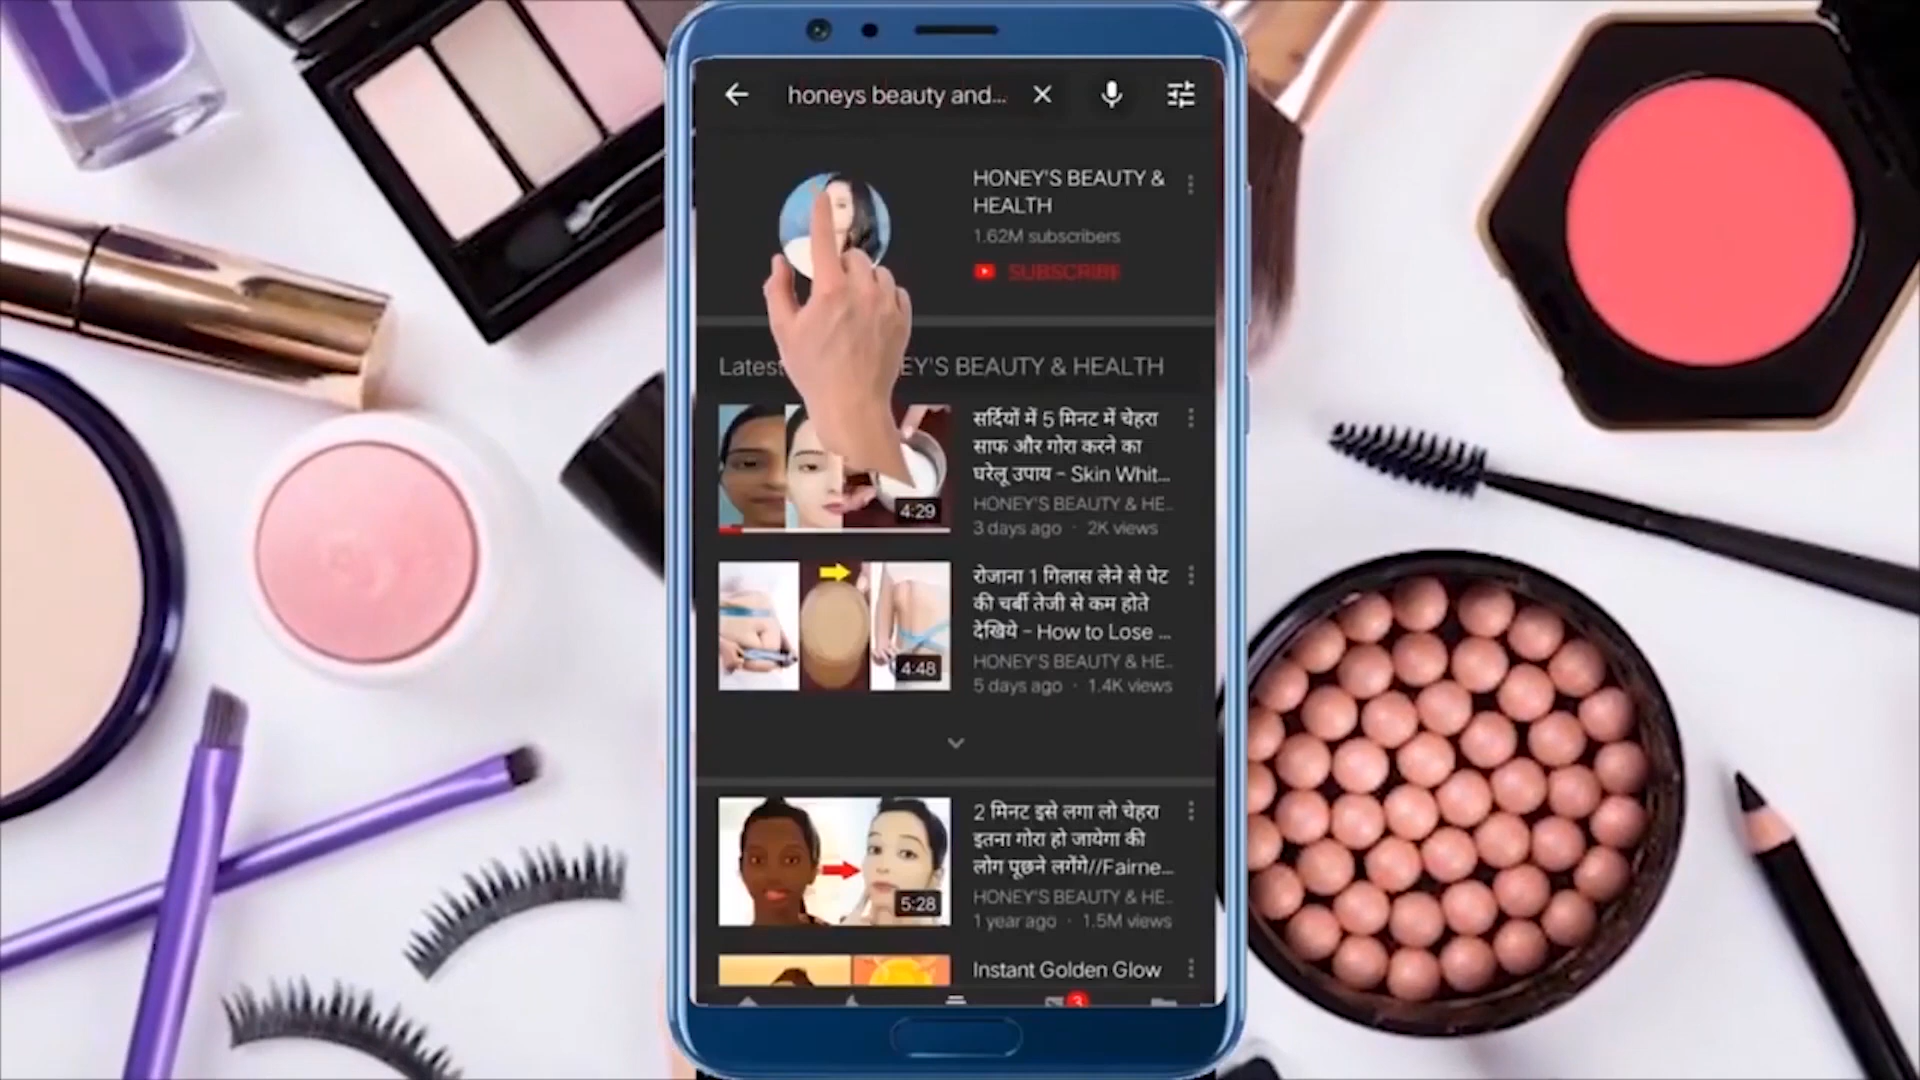 honeys beauty and...
HONEY'S BEAUTY &
HEALTH
1.62M subscribers
SUBSCRIBE
Latest EY'S BEAUTY & HEALTH
सर्दियों में 5 मिनट में चेहरा
साफ और गोरा करने का
घरेलू उपाय - Skin Whit...
HONEY'S BEAUTY & HE..
3 days ago · 2K views
4:29
रोजाना 1 गिलास लेने से पेट
की चर्बी तेजी से कम होते
देखिये - How to Lose ...
HONEY'S BEAUTY & HE..
5 days ago · 1.4K views
4:48
2 मिनट इसे लगा लो चेहरा
इतना गोरा हो जायेगा की
लोग पूछने लगेंगे//Fairne...
HONEY'S BEAUTY & HE..
1 year ago · 1.5M views
5:28
Instant Golden Glow
3